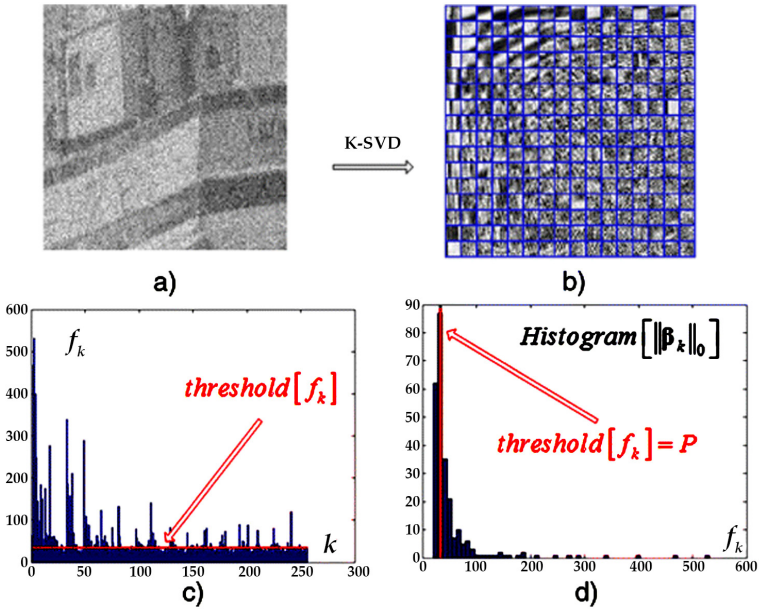 K-SVD
a)
b)
600
500
400
300
200
100
0
f_k
threshold[f_k]
k
0 50 100 150 200 250 300
c)
90
80
70
60
50
40
30
20
10
0
Histogram[‖β_k‖_0]
threshold[f_k]=P
f_k
0 100 200 300 400 500 600
d)